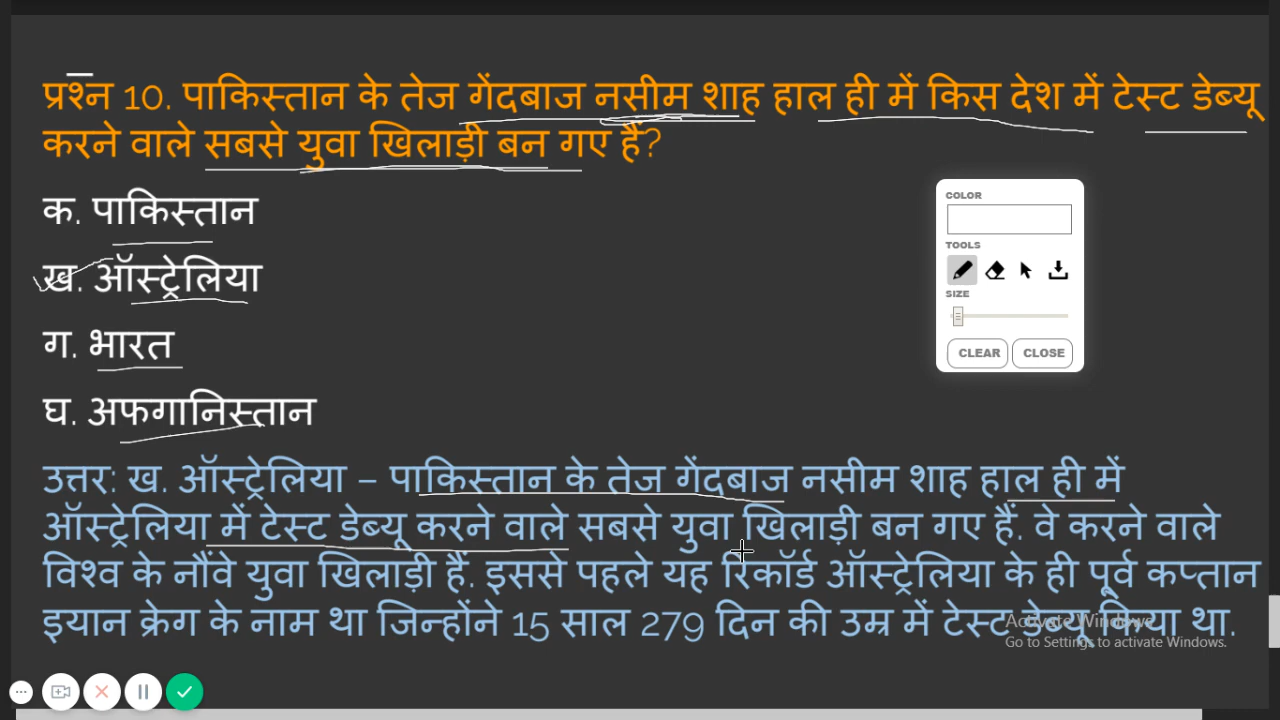 प्रश्न 10. पाकिस्तान के तेज गेंदबाज नसीम शाह हाल ही में किस देश में टेस्ट डेब्यू
करने वाले सबसे युवा खिलाड़ी बन गए हैं?
क. पाकिस्तान
ख. ऑस्ट्रेलिया
ग. भारत
घ. अफगानिस्तान
उत्तर: ख. ऑस्ट्रेलिया – पाकिस्तान के तेज गेंदबाज नसीम शाह हाल ही में
ऑस्ट्रेलिया में टेस्ट डेब्यू करने वाले सबसे युवा खिलाड़ी बन गए हैं. वे करने वाले
विश्व के नौंवे युवा खिलाड़ी हैं. इससे पहले यह रिकॉर्ड ऑस्ट्रेलिया के ही पूर्व कप्तान
इयान क्रेग के नाम था जिन्होंने 15 साल 279 दिन की उम्र में टेस्ट डेब्यू किया था.
COLOR
TOOLS
SIZE
CLEAR CLOSE
Activate Windows
Go to Settings to activate Windows.